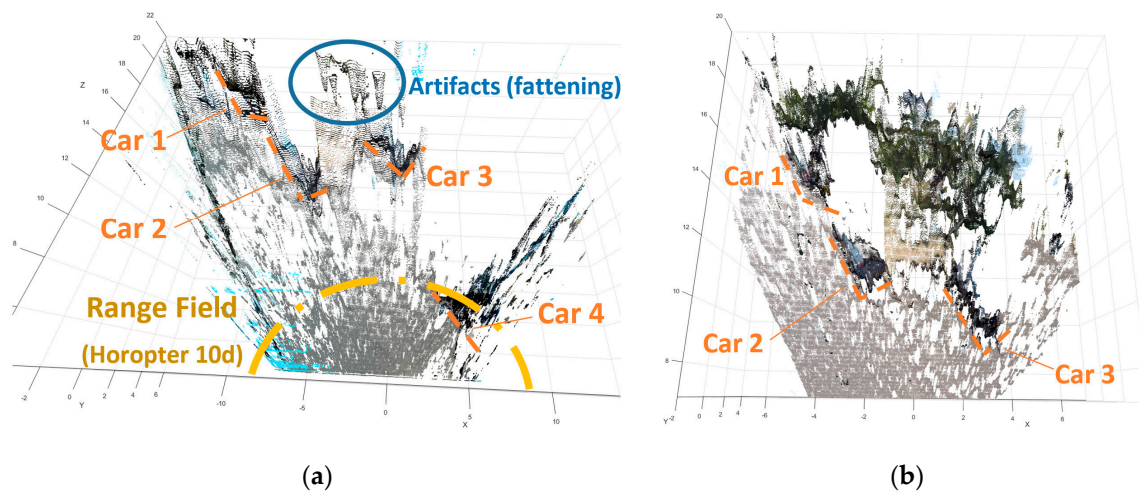 22
20
18
Z
16
14
12
10
8
-2
0
Y
2
4
6
-10
-5
0
X
5
10
Artifacts (fattening)
Car 1
Car 2
Car 3
Range Field
(Horopter 10d)
Car 4
(a)
20
18
16
14
12
10
8
Y
-2
0
2
4
-6
-4
-2
0
2
X
4
6
Car 1
Car 2
Car 3
(b)